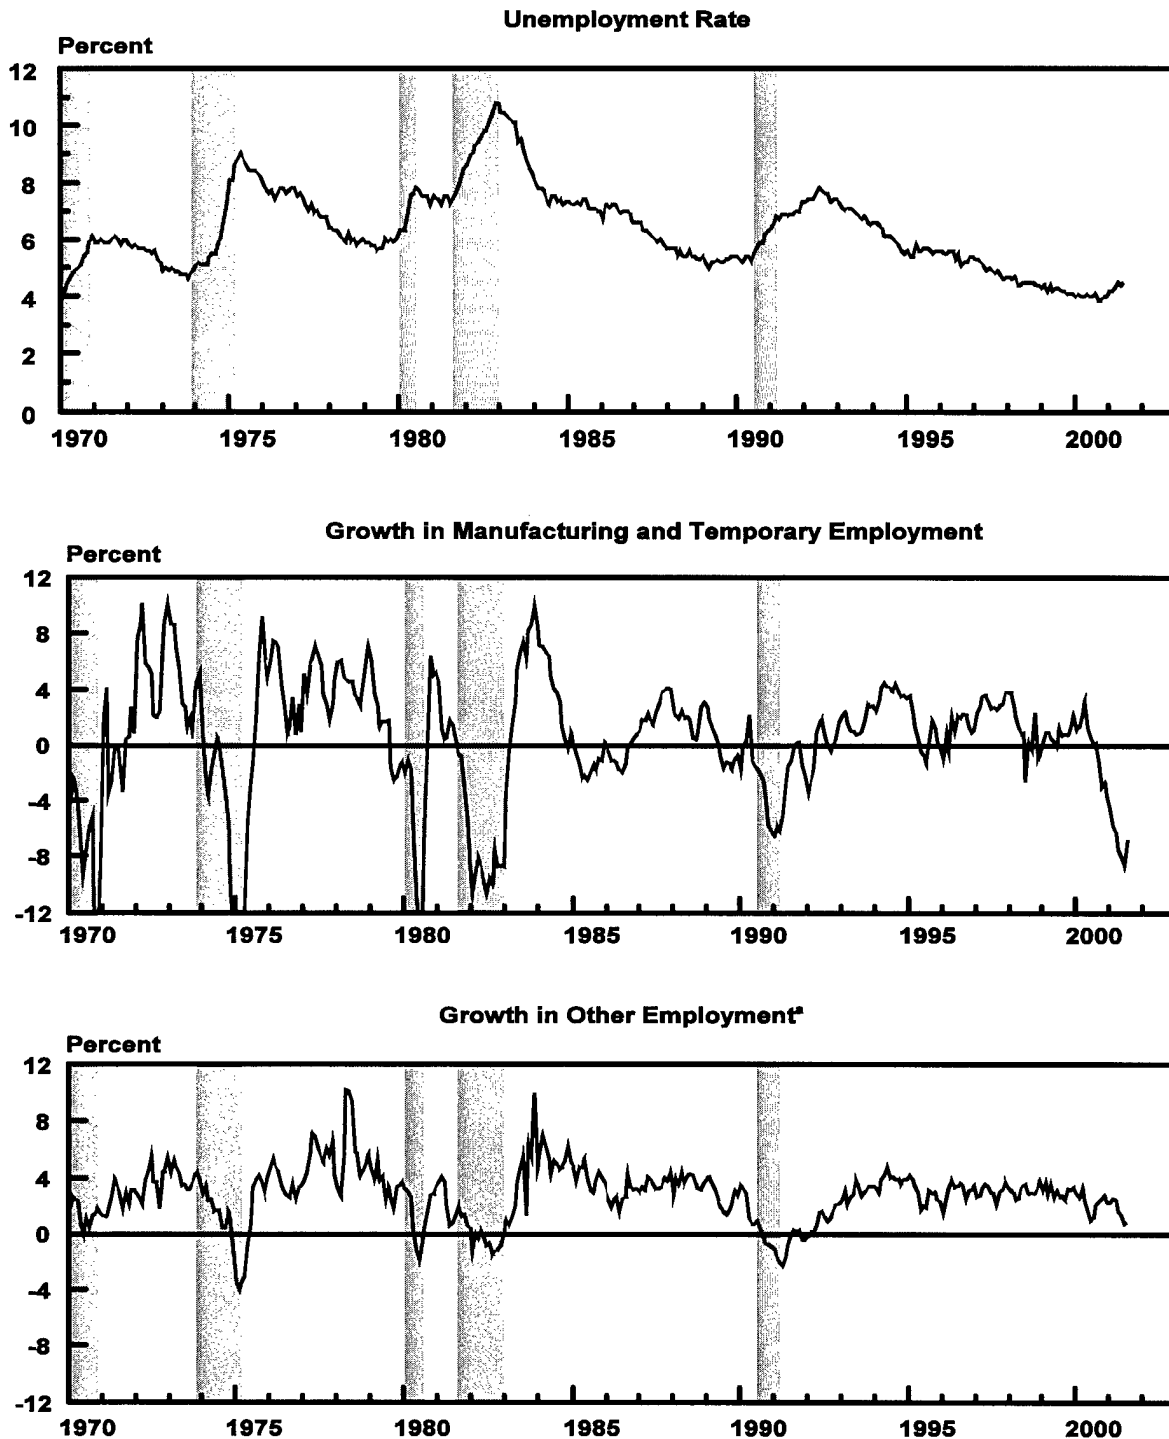 Unemployment Rate
Percent
12
10
8
6
4
2
0
1970 1975 1980 1985 1990 1995 2000
Growth in Manufacturing and Temporary Employment
Percent
12
8
4
0
-4
-8
-12
1970 1975 1980 1985 1990 1995 2000
Growth in Other Employmentᵃ
Percent
12
8
4
0
-4
-8
-12
1970 1975 1980 1985 1990 1995 2000